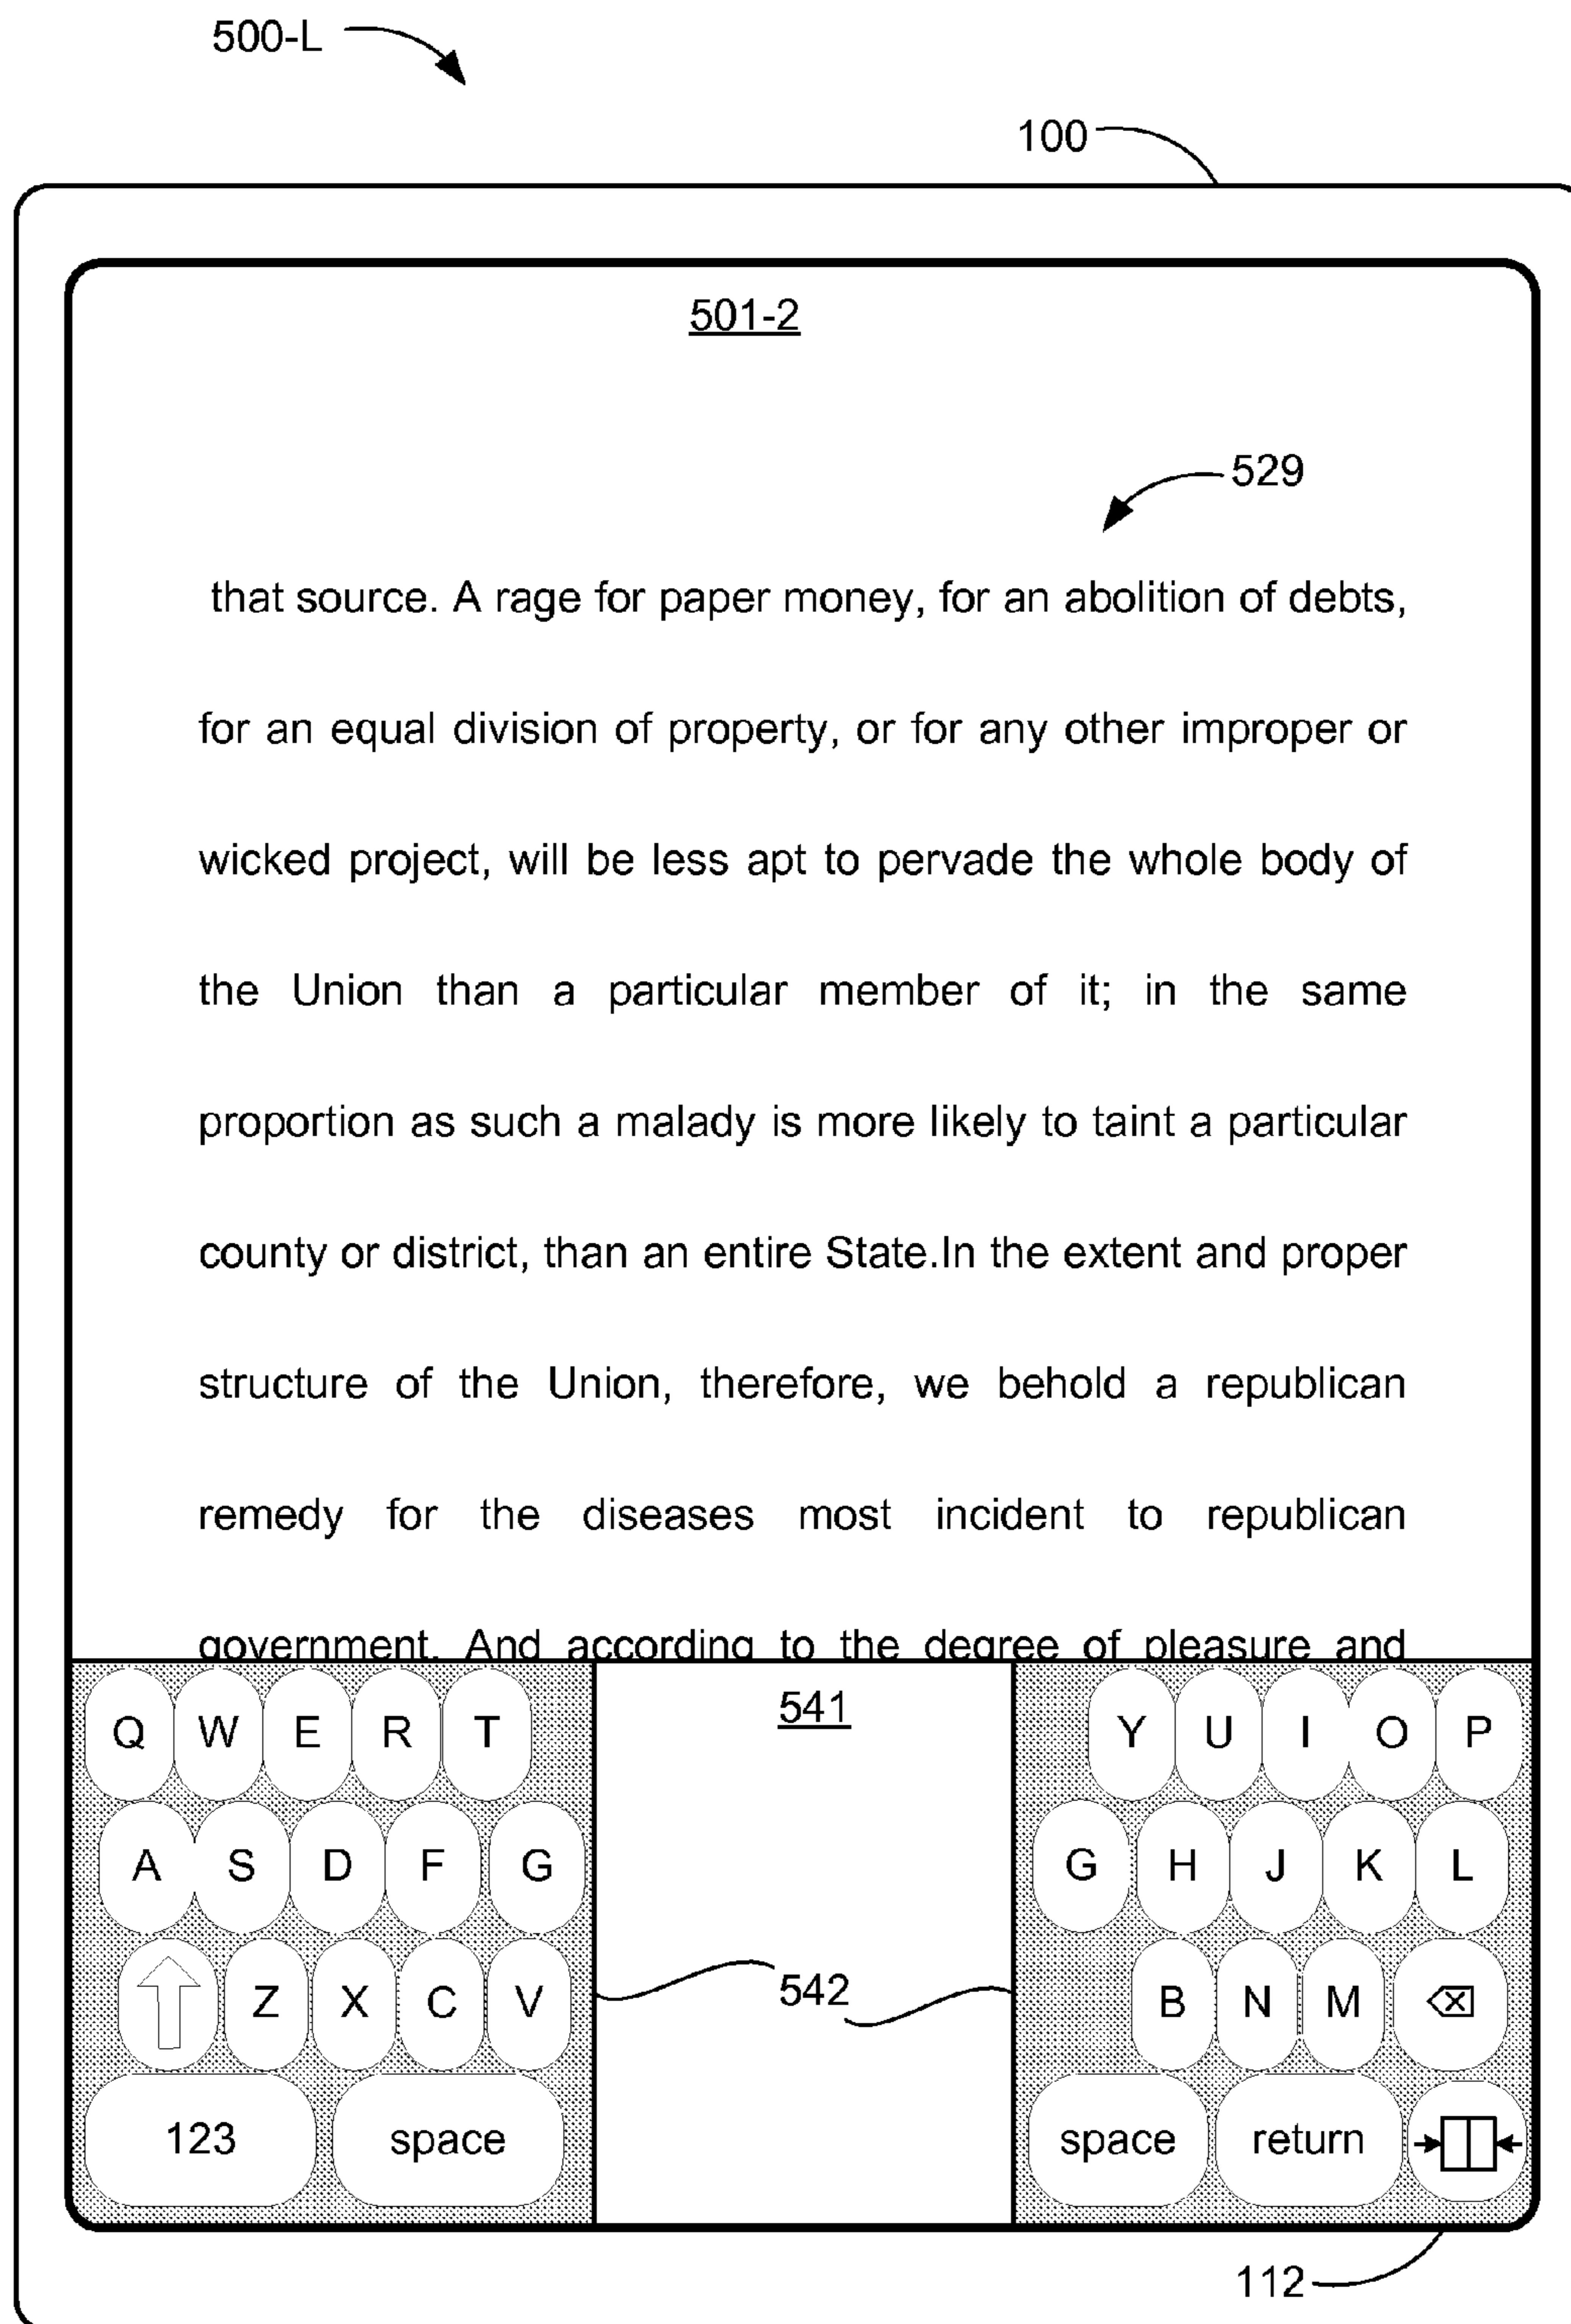 500-L
100
501-2
529
that source. A rage for paper money, for an abolition of debts,
for an equal division of property, or for any other improper or
wicked project, will be less apt to pervade the whole body of
the Union than a particular member of it; in the same
proportion as such a malady is more likely to taint a particular
county or district, than an entire State.In the extent and proper
structure of the Union, therefore, we behold a republican
remedy for the diseases most incident to republican
government. And according to the degree of pleasure and
541
Q W E R T Y U I O P
A S D F G G H J K L
542
Z X C V B N M
123 space space return
112